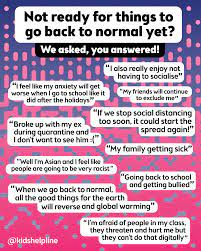 Not ready for things to
go back to normal yet?
We asked, you answered!
"I also really enjoy not
having to socialise"
"I feel like my anxiety will get
worse when I go to school like it
did after the holidays"
"My friends will continue
to exclude me"
"If we stop social distancing
too soon, it could start the
spread again!"
"Broke up with my ex
during quarantine and
I don't want to see him :)"
"My family getting sick"
"Well I'm Asian and I feel like
people are going to be very racist"
"Going back to school
and getting bullied"
"When we go back to normal,
all the good things for the earth
will reverse and global warming"
"I'm afraid of people in my class,
they threaten and hurt me but
they can't do that digitally"
@kidshelpline